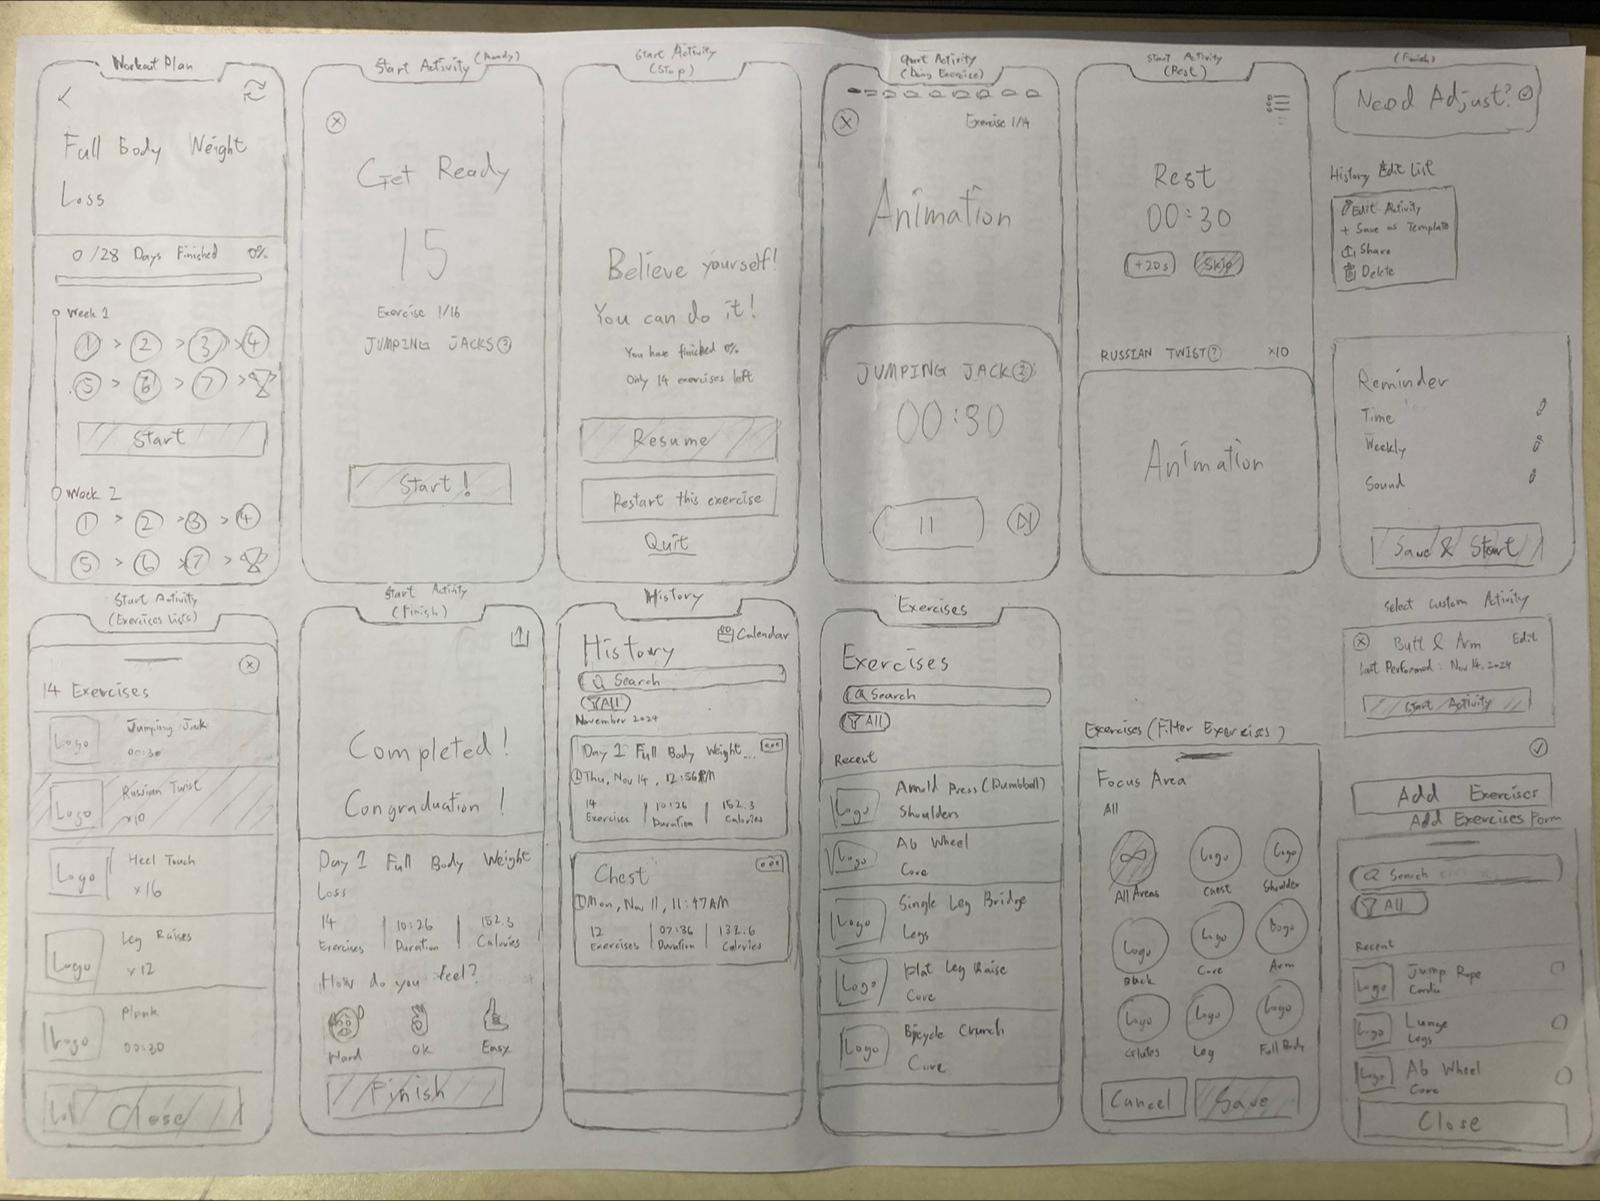 Workout Plan
Full Body Weight
Loss
0/28 Days Finished 0%
Week 1
1 > 2 > 3 > 4
5 > 6 > 7 >
Start
Week 2
1 > 2 > 3 > 4
5 > 6 > 7 >
Start Activity (Ready)
Get Ready
15
Exercise 1/16
JUMPING JACKS ?
Start!
Start Activity
(Stop)
Believe yourself!
You can do it!
You have finished 0%
Only 14 exercises left
Resume
Restart this exercise
Quit
Activity
(Doing Exercise)
Exercise 1/14
Animation
JUMPING JACK ?
00:30
Start Activity
(Rest)
Rest
00:30
+20s Skip
RUSSIAN TWIST ? x10
Animation
(Finish)
Need Adjust?
History Edit List
Edit Activity
+ Save as Template
Share
Delete
Reminder
Time
Weekly
Sound
Save & Start
Start Activity
(Exercises Lists)
14 Exercises
Logo Jumping Jack
00:30
Logo Russian Twist
x10
Logo Heel Touch
x16
Logo Leg Raises
x12
Logo Plank
00:30
Close
Start Activity
(Finish)
Completed!
Congraduation!
Day 1 Full Body Weight
Loss
14 | 10:26 | 152.3
Exercises Duration Calories
How do you feel?
Hard OK Easy
Finish
History
History
Calendar
Search
All
November 2024
Day 1 Full Body Weight...
Thu, Nov 14, 12:56PM
14 | 10:26 | 152.3
Exercises Duration Calories
Chest
Mon, Nov 11, 11:47AM
12 | 07:36 | 132.6
Exercises Duration Calories
Exercises
Exercises
Search
All
Recent
Logo Arnold Press (Dumbball)
Shoulders
Logo Ab Wheel
Core
Logo Single Leg Bridge
Legs
Logo Flat Leg Raise
Core
Logo Bicycle Crunch
Core
Exercises (Filter Exercises)
Focus Area
All
∞ Logo Logo
All Areas Chest Shoulder
Logo Logo Logo
Back Core Arm
Logo Logo Logo
Glutes Leg Full Body
Cancel Save
Select Custom Activity
Butt & Arm Edit
Last Performed: Nov 14, 2024
Start Activity
Add Exercises
Add Exercises Form
Search
All
Recent
Logo Jump Rope
Cardio
Logo Lunge
Legs
Logo Ab Wheel
Core
Close